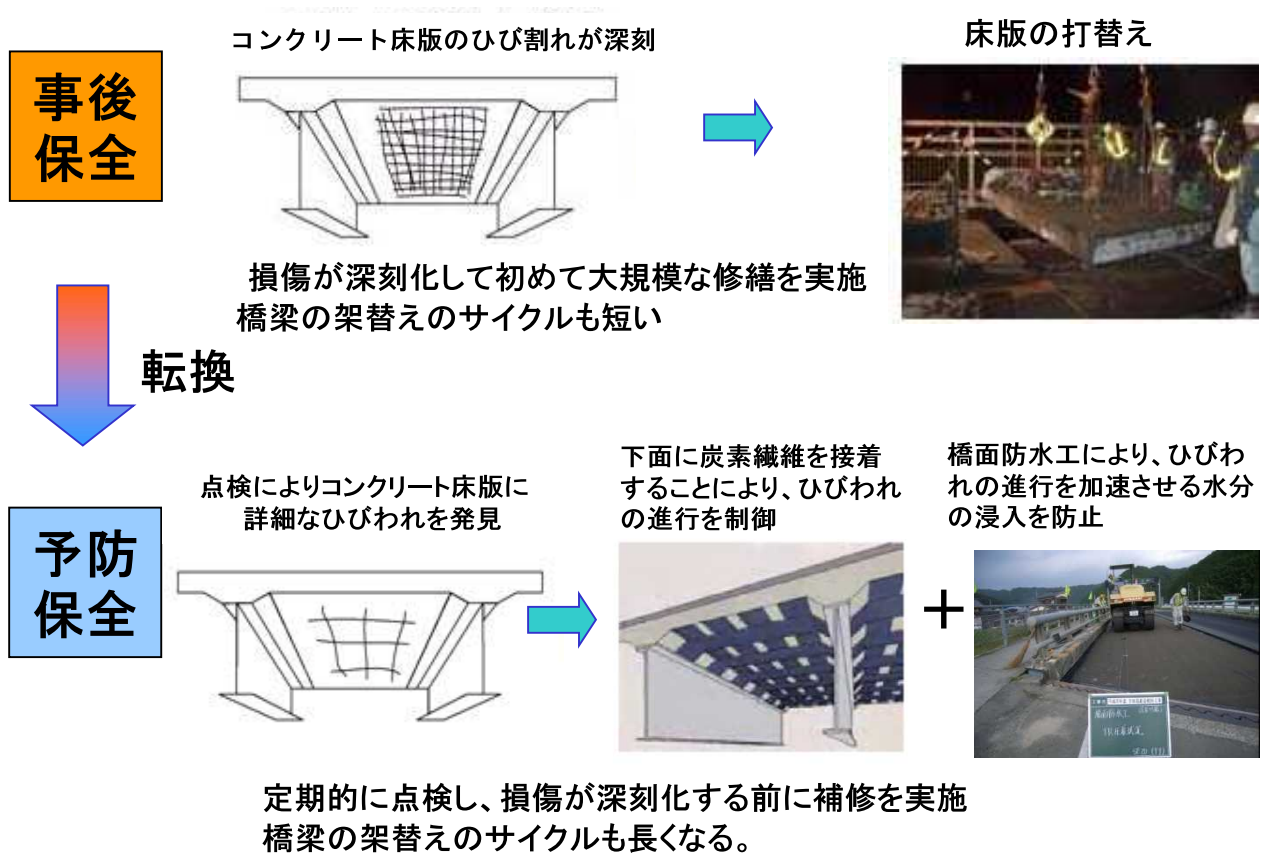 コンクリート床版のひび割れが深刻
床版の打替え
事後
保全
損傷が深刻化して初めて大規模な修繕を実施
橋梁の架替えのサイクルも短い
転換
点検によりコンクリート床版に
詳細なひびわれを発見
下面に炭素繊維を接着
することにより、ひびわれ
の進行を制御
橋面防水工により、ひびわ
れの進行を加速させる水分
の浸入を防止
予防
保全
+
橋面防水工
定期的に点検し、損傷が深刻化する前に補修を実施
橋梁の架替えのサイクルも長くなる。